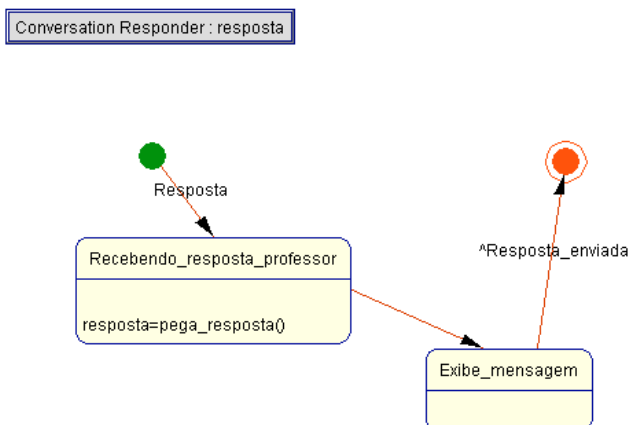 Conversation Responder : resposta
Resposta
Recebendo_resposta_professor
^Resposta_enviada
resposta=pega_resposta()
Exibe_mensagem